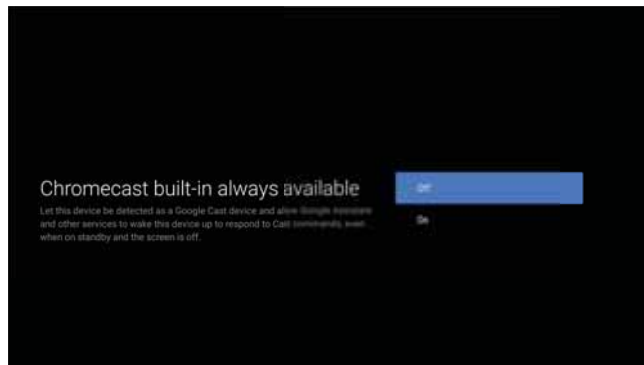 Chromecast built-in always available
Off
Let this device be detected as a Google Cast device and allow Google Assistant
and other services to wake this device up to respond to Cast commands, even
On
when on standby and the screen is off.